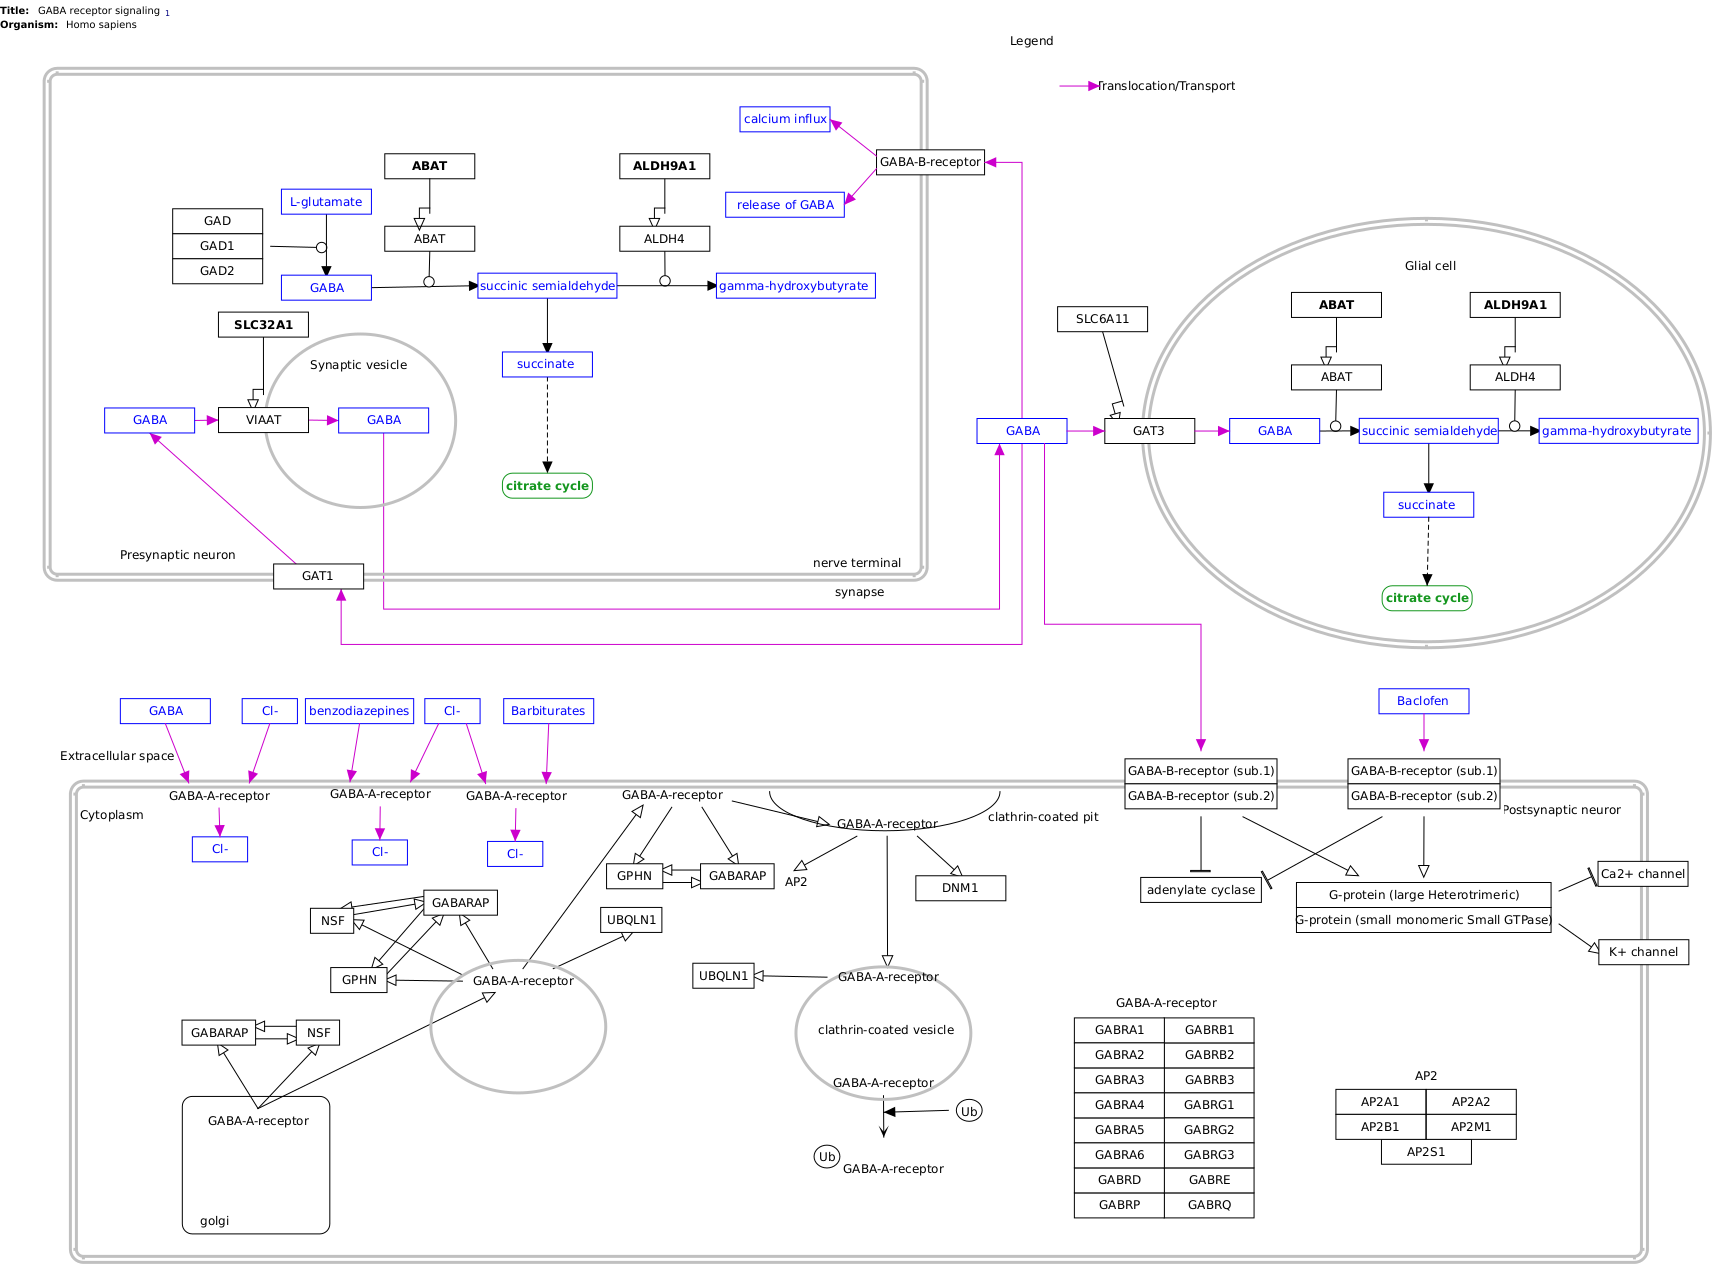 Title: GABA receptor signaling 1
Organism: Homo sapiens
Legend
Translocation/Transport
calcium influx
GABA-B-receptor
release of GABA
ABAT
ALDH9A1
L-glutamate
GAD
GAD1
GAD2
ABAT
ALDH4
GABA
succinic semialdehyde
gamma-hydroxybutyrate
SLC32A1
Synaptic vesicle
succinate
GABA
VIAAT
GABA
citrate cycle
Presynaptic neuron
nerve terminal
GAT1
synapse
Glial cell
ABAT
ALDH9A1
SLC6A11
ABAT
ALDH4
GABA
GAT3
GABA
succinic semialdehyde
gamma-hydroxybutyrate
succinate
citrate cycle
GABA
Cl-
benzodiazepines
Cl-
Barbiturates
Baclofen
Extracellular space
Cytoplasm
GABA-A-receptor
GABA-A-receptor
GABA-A-receptor
GABA-A-receptor
GABA-A-receptor
clathrin-coated pit
GABA-B-receptor (sub.1)
GABA-B-receptor (sub.2)
GABA-B-receptor (sub.1)
GABA-B-receptor (sub.2)
Postsynaptic neuror
Cl-
Cl-
Cl-
GPHN
GABARAP
AP2
DNM1
adenylate cyclase
G-protein (large Heterotrimeric)
G-protein (small monomeric Small GTPase)
Ca2+ channel
K+ channel
GABARAP
NSF
UBQLN1
GPHN
GABA-A-receptor
UBQLN1
GABA-A-receptor
clathrin-coated vesicle
GABA-A-receptor
GABARAP
NSF
GABA-A-receptor
golgi
Ub
Ub
GABA-A-receptor
GABA-A-receptor
GABRA1 GABRB1
GABRA2 GABRB2
GABRA3 GABRB3
GABRA4 GABRG1
GABRA5 GABRG2
GABRA6 GABRG3
GABRD GABRE
GABRP GABRQ
AP2
AP2A1 AP2A2
AP2B1 AP2M1
AP2S1